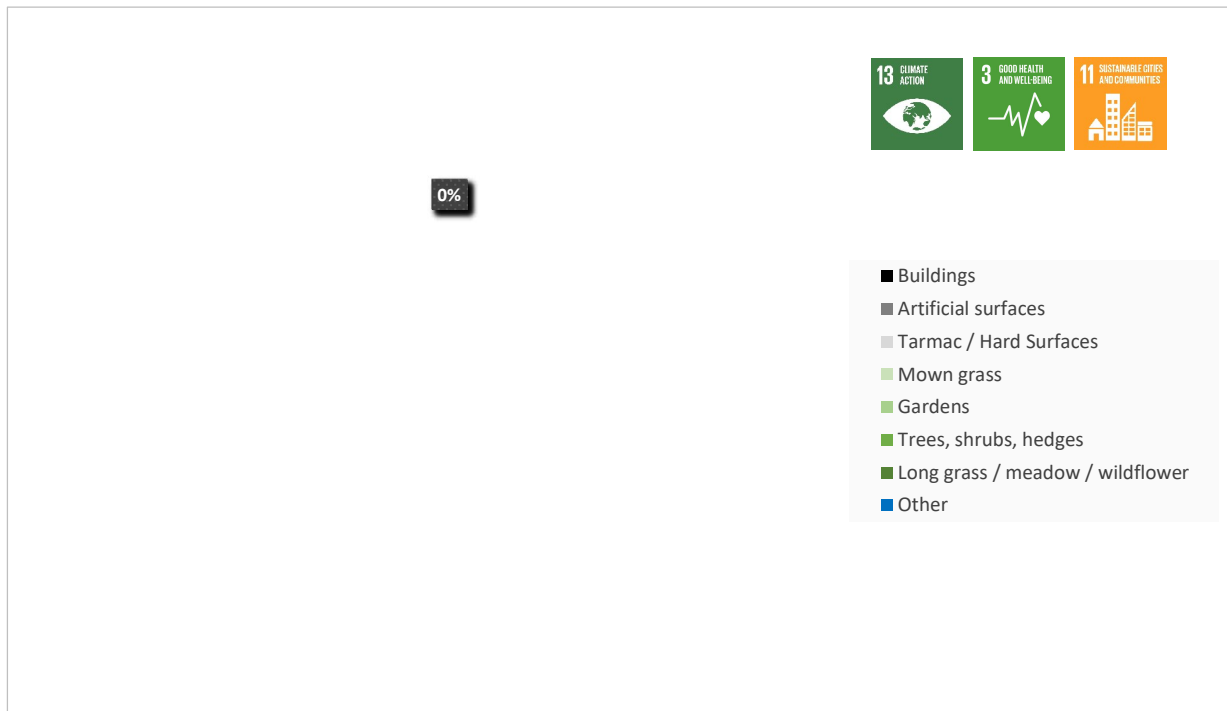 13 CLIMATE
ACTION
3 GOOD HEALTH
AND WELL-BEING
11 SUSTAINABLE CITIES
AND COMMUNITIES
0%
Buildings
Artificial surfaces
Tarmac / Hard Surfaces
Mown grass
Gardens
Trees, shrubs, hedges
Long grass / meadow / wildflower
Other